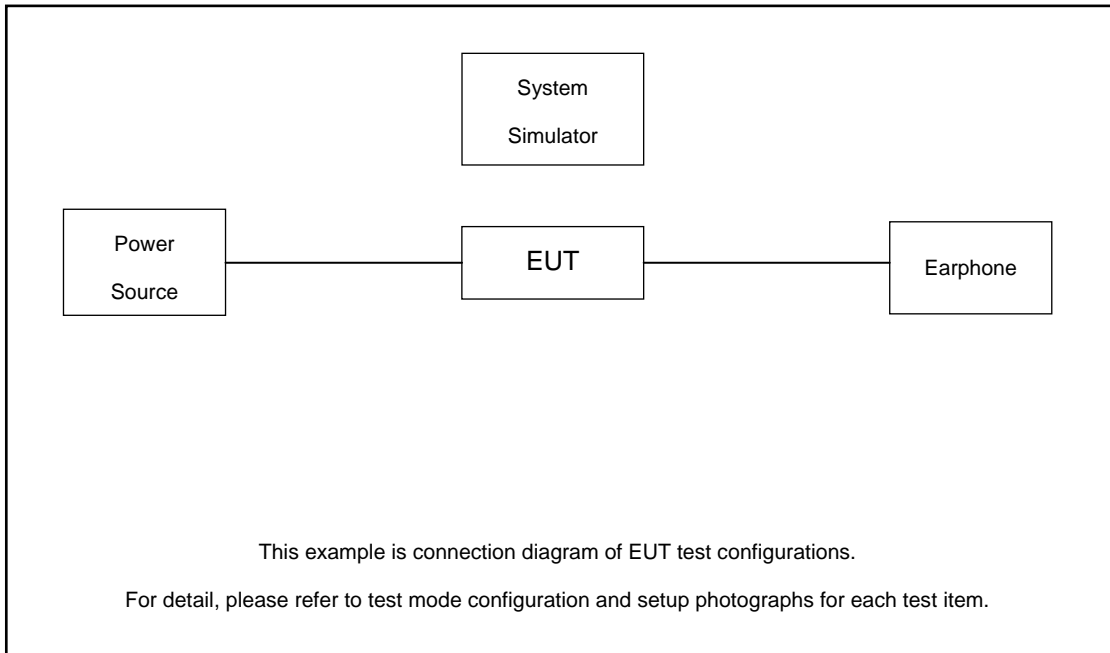 System
Simulator
Power
Source
EUT
Earphone
This example is connection diagram of EUT test configurations.
For detail, please refer to test mode configuration and setup photographs for each test item.